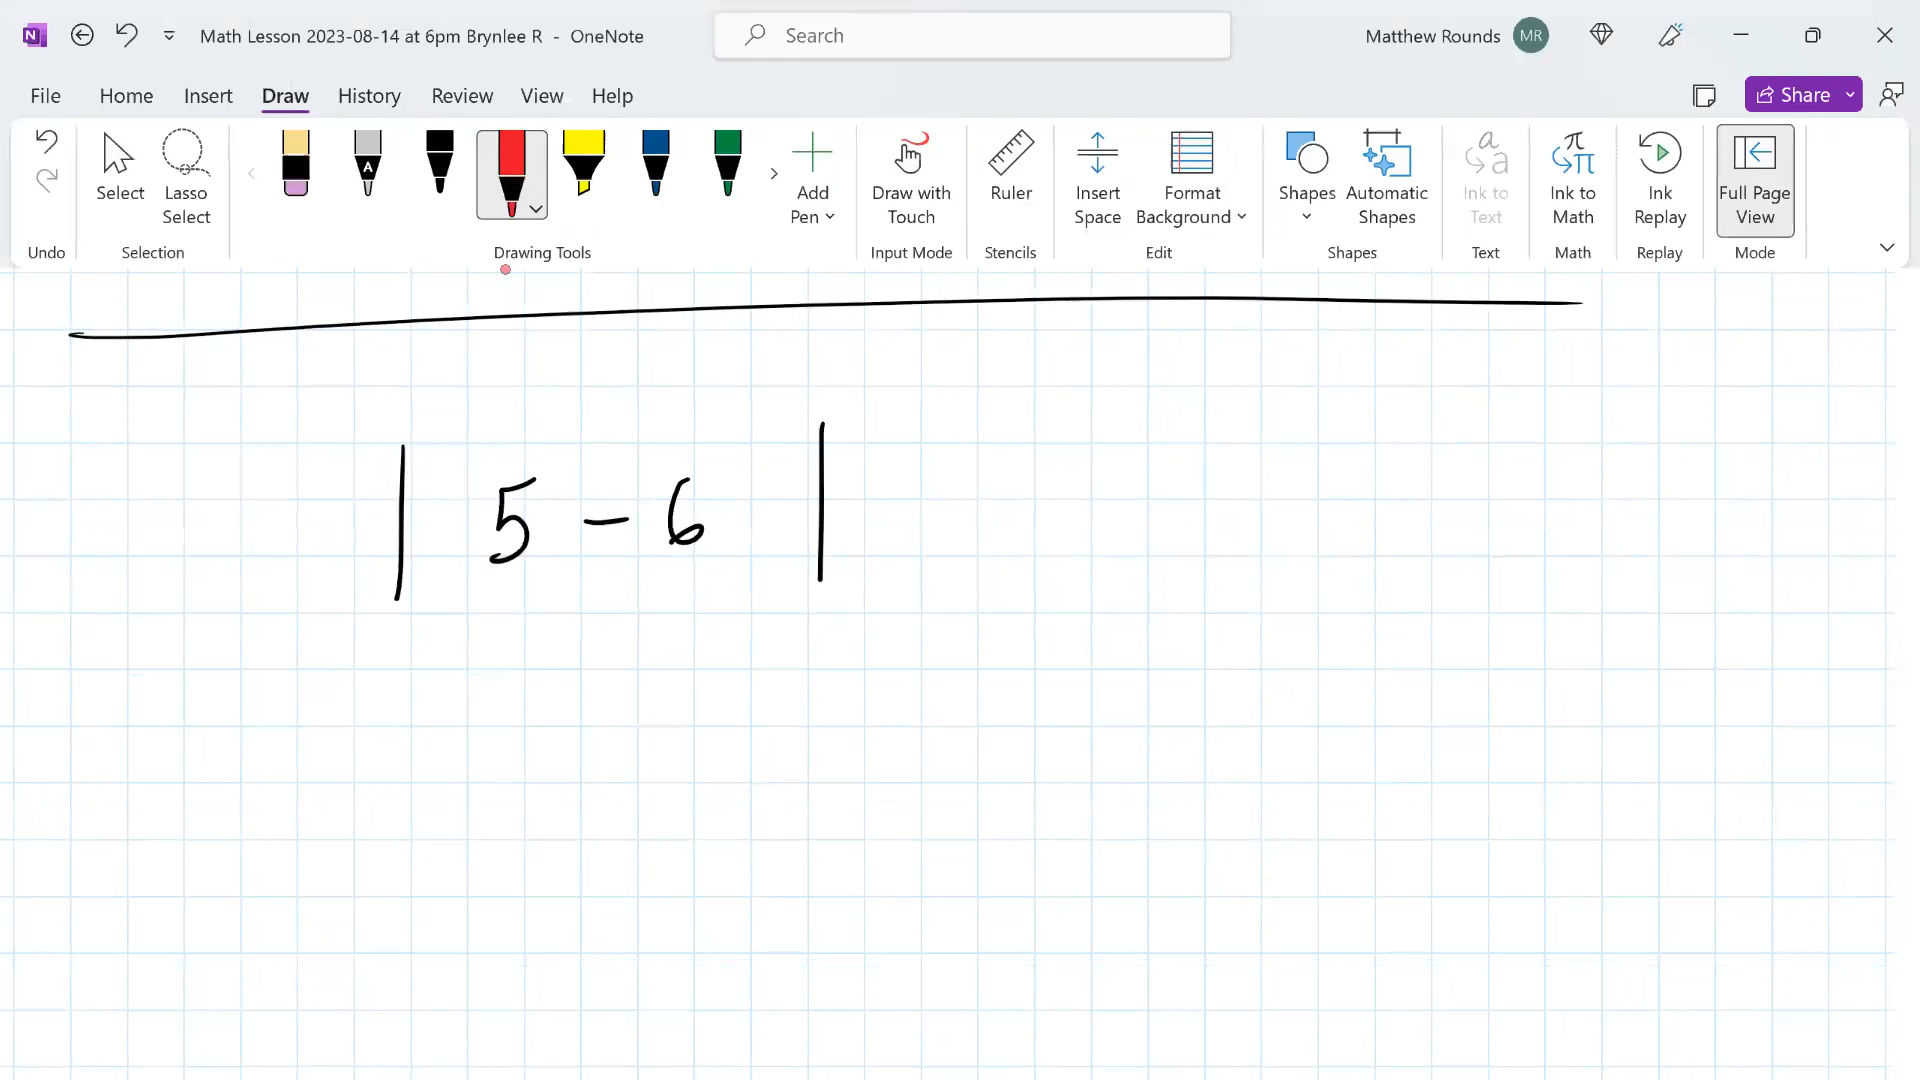 Math Lesson 2023-08-14 at 6pm Brynlee R - OneNote
Search
Matthew Rounds MR
File Home Insert Draw History Review View Help
Share
Select
Lasso Select
A
Add Pen
Draw with Touch
Ruler
Insert Space
Format Background
Shapes
Automatic Shapes
Ink to Text
Ink to Math
Ink Replay
Full Page View
Undo Selection Drawing Tools Input Mode Stencils Edit Shapes Text Math Replay Mode
| 5 - 6 |